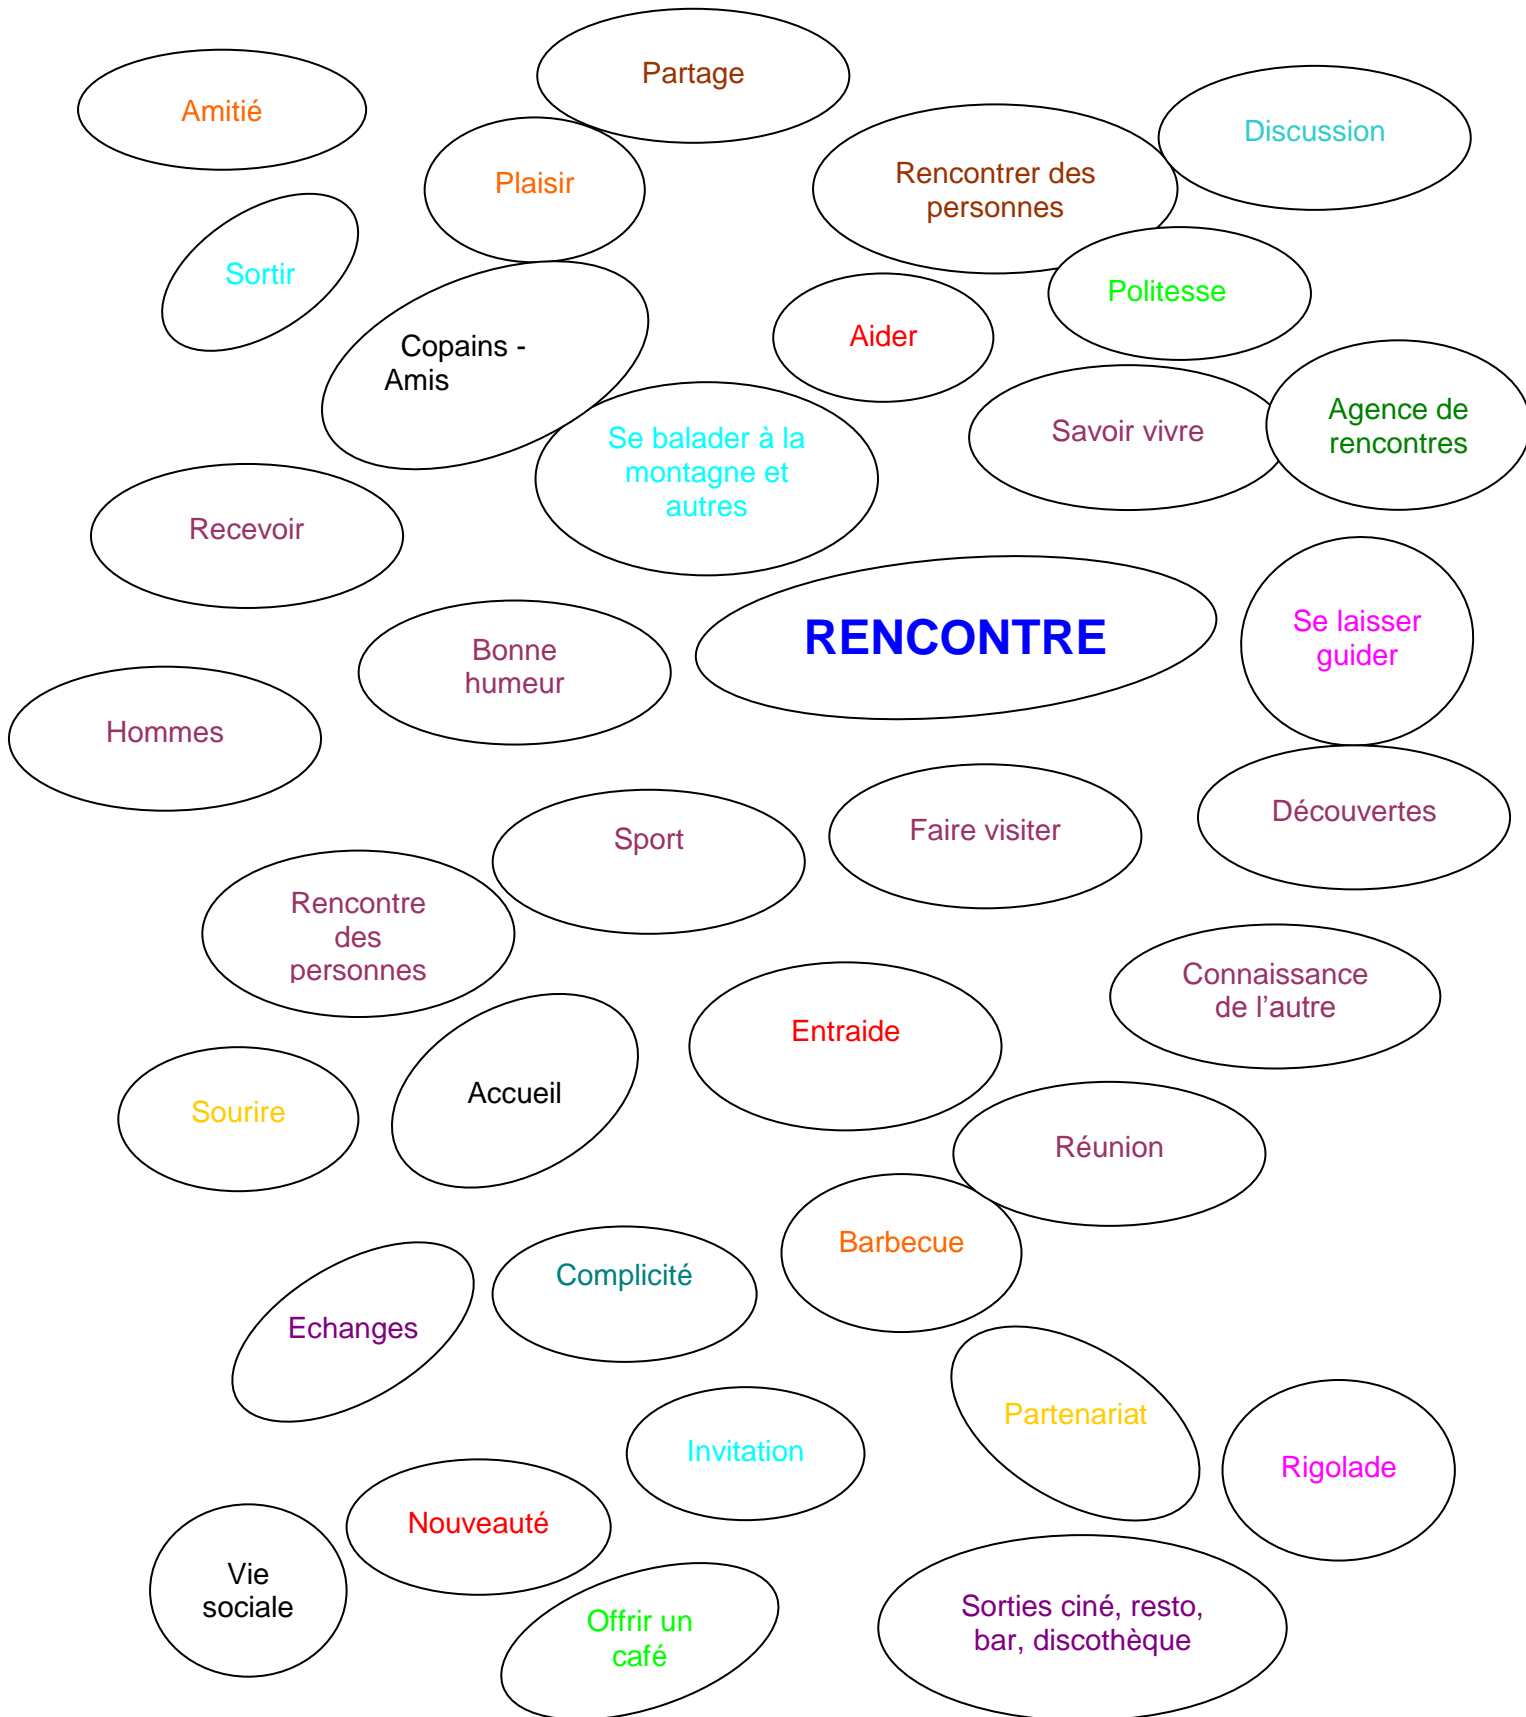 Partage
Amitié
Discussion
Plaisir
Rencontrer des
personnes
Sortir
Politesse
Aider
Copains -
Amis
Agence de
rencontres
Savoir vivre
Se balader à la
montagne et
autres
Recevoir
RENCONTRE
Se laisser
guider
Bonne
humeur
Hommes
Découvertes
Faire visiter
Sport
Rencontre
des
personnes
Connaissance
de l’autre
Entraide
Accueil
Sourire
Réunion
Barbecue
Complicité
Echanges
Partenariat
Invitation
Rigolade
Nouveauté
Vie
sociale
Offrir un
café
Sorties ciné, resto,
bar, discothèque